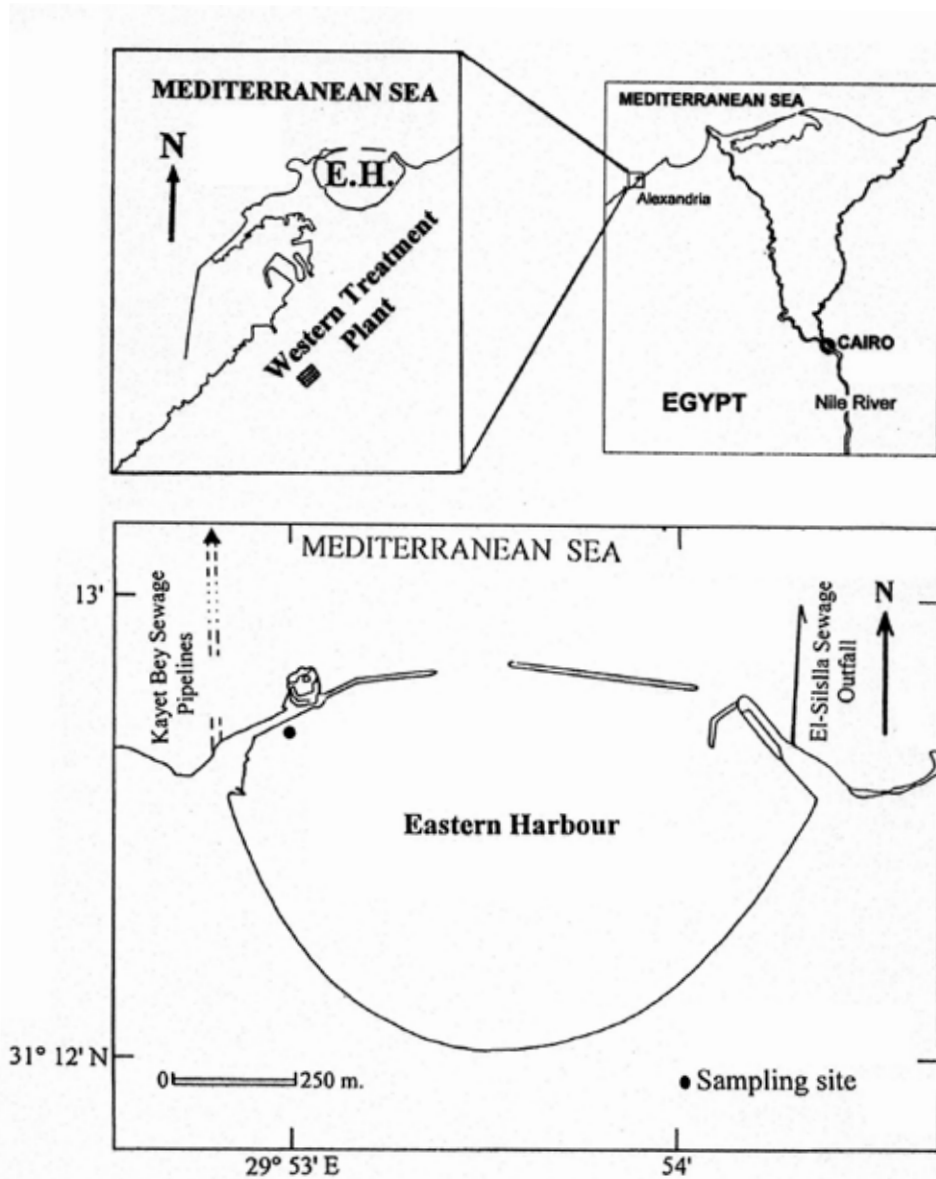 MEDITERRANEAN SEA
N
E.H.
Western Treatment
Plant
MEDITERRANEAN SEA
Alexandria
CAIRO
EGYPT
Nile River
MEDITERRANEAN SEA
13'
Kayet Bey Sewage
Pipelines
El-Silslla Sewage
Outfall
N
Eastern Harbour
31° 12' N
0
250 m.
Sampling site
29° 53' E
54'